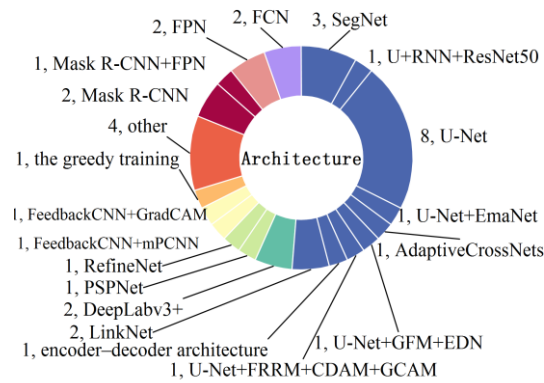 2, FCN
3, SegNet
2, FPN
1, U+RNN+ResNet50
1, Mask R-CNN+FPN
2, Mask R-CNN
8, U-Net
4, other
Architecture
1, the greedy training
1, FeedbackCNN+GradCAM
1, U-Net+EmaNet
1, FeedbackCNN+mPCNN
1, AdaptiveCrossNets
1, RefineNet
1, PSPNet
2, DeepLabv3+
2, LinkNet
1, U-Net+GFM+EDN
1, encoder–decoder architecture
1, U-Net+FRRM+CDAM+GCAM